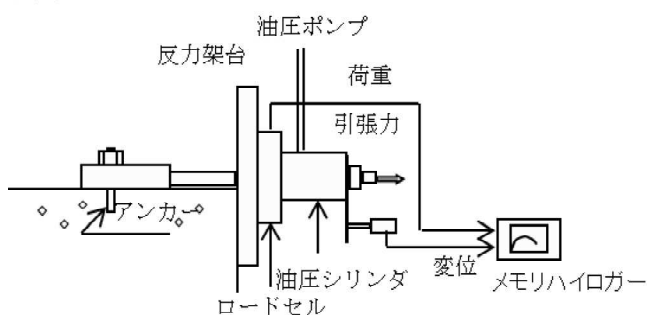 油圧ポンプ
反力架台
荷重
引張力
アンカー
変位
油圧シリンダ
メモリハイロガー
ロードセル